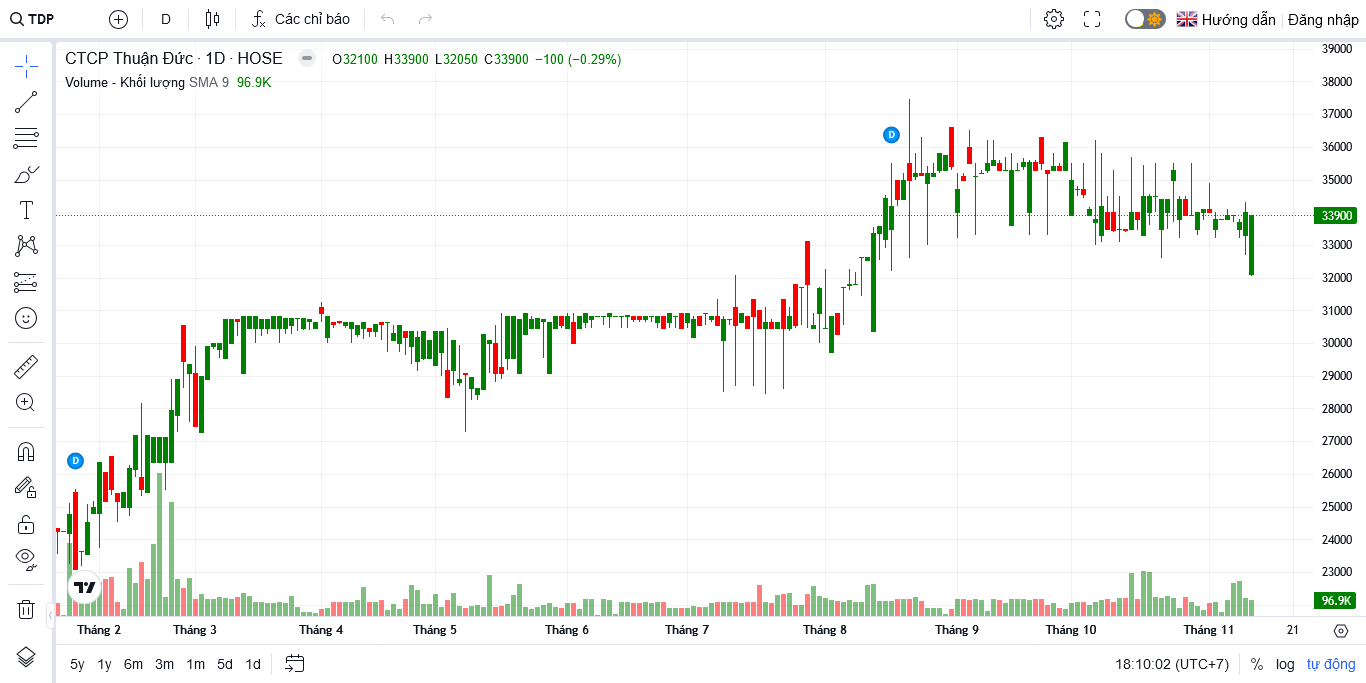 TDP D Các chỉ báo Hướng dẫn Đăng nhập
CTCP Thuận Đức · 1D · HOSE O32100 H33900 L32050 C33900 −100 (−0.29%)
Volume - Khối lượng SMA 9 96.9K
D
D
39000
38000
37000
36000
35000
33900
33000
32000
31000
30000
29000
28000
27000
26000
25000
24000
23000
96.9K
Tháng 2 Tháng 3 Tháng 4 Tháng 5 Tháng 6 Tháng 7 Tháng 8 Tháng 9 Tháng 10 Tháng 11 21
5y 1y 6m 3m 1m 5d 1d 18:10:02 (UTC+7) % log tự động